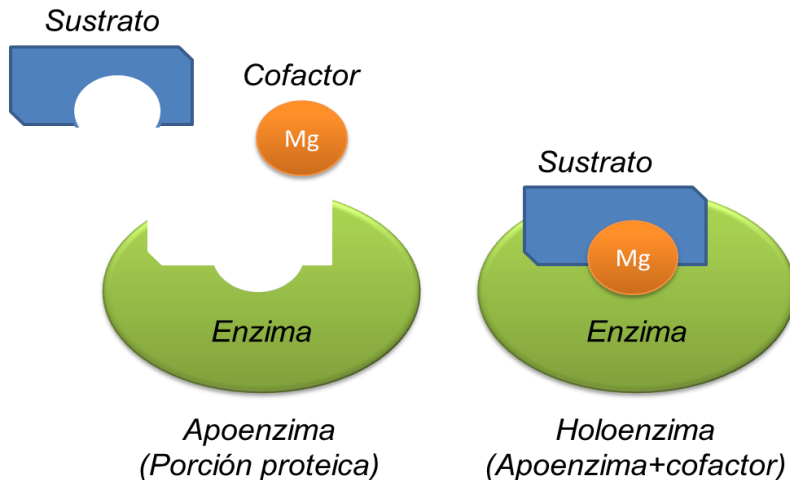 Sustrato
Cofactor
Mg
Sustrato
Mg
Enzima
Enzima
Apoenzima
(Porción proteica)
Holoenzima
(Apoenzima+cofactor)